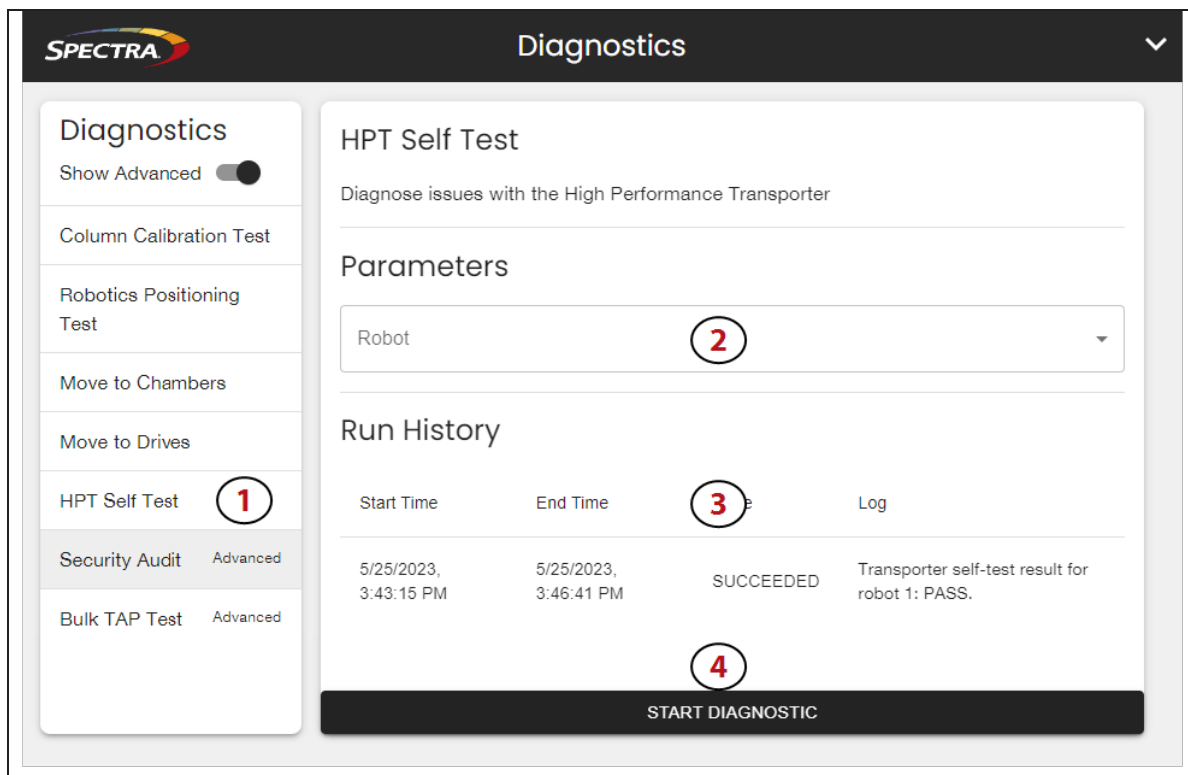 SPECTRA
Diagnostics
Diagnostics
Show Advanced
Column Calibration Test
Robotics Positioning
Test
Move to Chambers
Move to Drives
HPT Self Test
1
Security Audit Advanced
Bulk TAP Test Advanced
HPT Self Test
Diagnose issues with the High Performance Transporter
Parameters
Robot
2
Run History
Start Time End Time 3 Log
5/25/2023,
3:43:15 PM
5/25/2023,
3:46:41 PM
SUCCEEDED
Transporter self-test result for
robot 1: PASS.
4
START DIAGNOSTIC